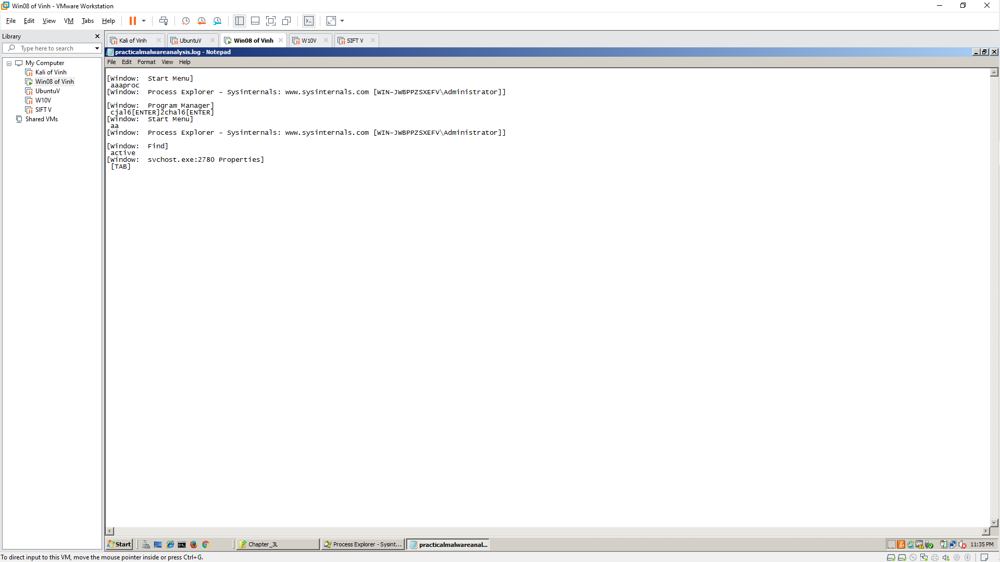 Win08 of Vinh - VMware Workstation
File Edit View VM Tabs Help
Library
Type here to search
My Computer
Kali of Vinh
Win08 of Vinh
UbuntuV
W10V
SIFT V
Shared VMs
Kali of Vinh UbuntuV Win08 of Vinh W10V SIFT V
practicalmalwareanalysis.log - Notepad
File Edit Format View Help
[Window:  Start Menu]
aaaproc
[Window:  Process Explorer - Sysinternals: www.sysinternals.com [WIN-JWBPPZSXEFV\Administrator]]
[Window:  Program Manager]
cjal6[ENTER]2chal6[ENTER]
[Window:  Start Menu]
aa
[Window:  Process Explorer - Sysinternals: www.sysinternals.com [WIN-JWBPPZSXEFV\Administrator]]
[Window:  Find]
active
[Window:  svchost.exe:2780 Properties]
[TAB]
Start Chapter_3L Process Explorer - Sysint... practicalmalwareanal... 11:35 PM
To direct input to this VM, move the mouse pointer inside or press Ctrl+G.